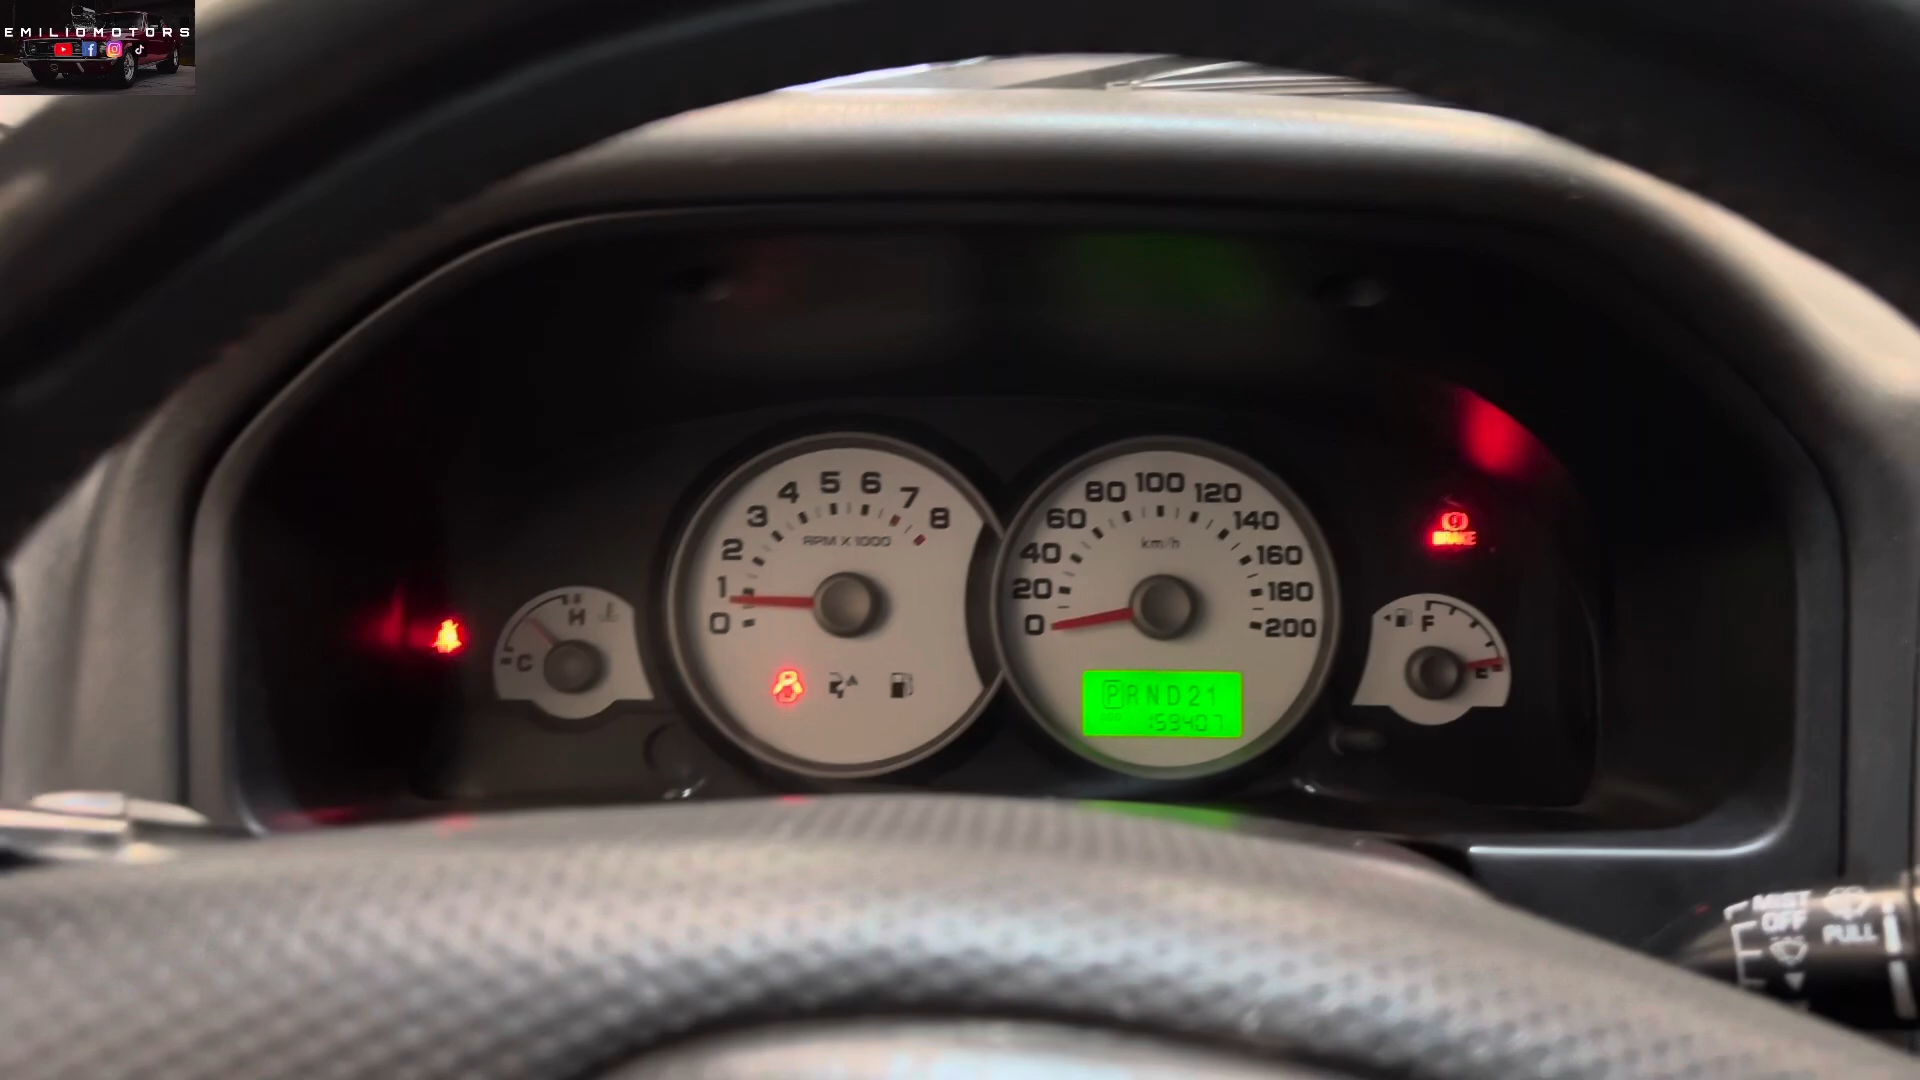 EMILIOMOTORS
0 1 2 3 4 5 6 7 8
RPM X 1000
0 20 40 60 80 100 120 140 160 180 200
km/h
C H
F
BRAKE
PRND21
159407
MIST
OFF
PULL